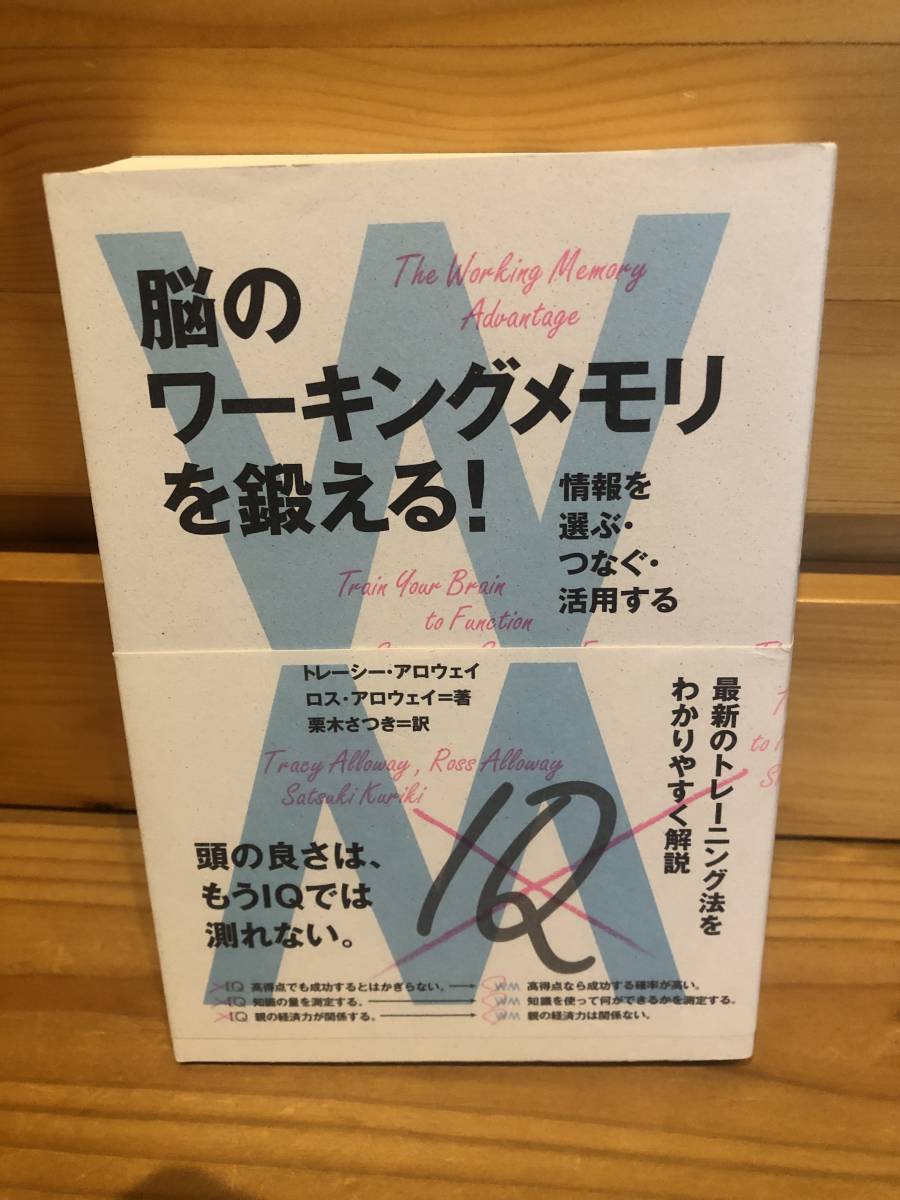 The Working Memory
Advantage
脳の
ワーキングメモリ
を鍛える!
情報を
選ぶ・
つなぐ・
活用する
Train Your Brain
to Function
トレーシー・アロウェイ
ロス・アロウェイ=著
栗木さつき=訳
Tracy Alloway, Ross Alloway
Satsuki Kuriki
最新のトレーニング法を
わかりやすく解説
IQ
頭の良さは、
もうIQでは
測れない。
IQ 高得点でも成功するとはかぎらない。 → WM 高得点なら成功する確率が高い。
IQ 知識の量を測定する。 → WM 知識を使って何ができるかを測定する。
IQ 親の経済力が関係する。 → WM 親の経済力は関係ない。